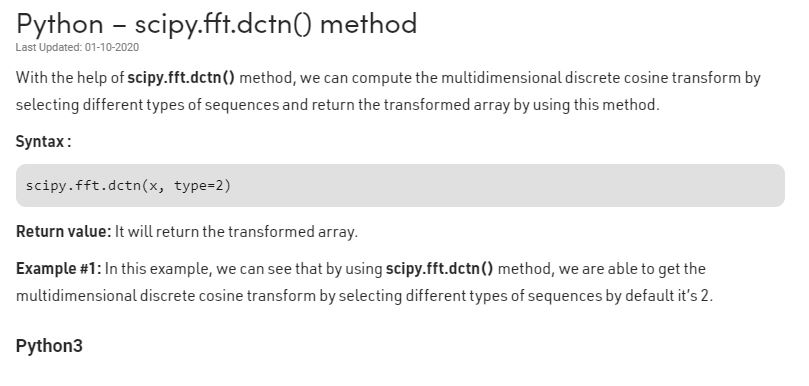 Python – scipy.fft.dctn() method
Last Updated: 01-10-2020
With the help of scipy.fft.dctn() method, we can compute the multidimensional discrete cosine transform by
selecting different types of sequences and return the transformed array by using this method.
Syntax :
scipy.fft.dctn(x, type=2)
Return value: It will return the transformed array.
Example #1: In this example, we can see that by using scipy.fft.dctn() method, we are able to get the
multidimensional discrete cosine transform by selecting different types of sequences by default it's 2.
Python3